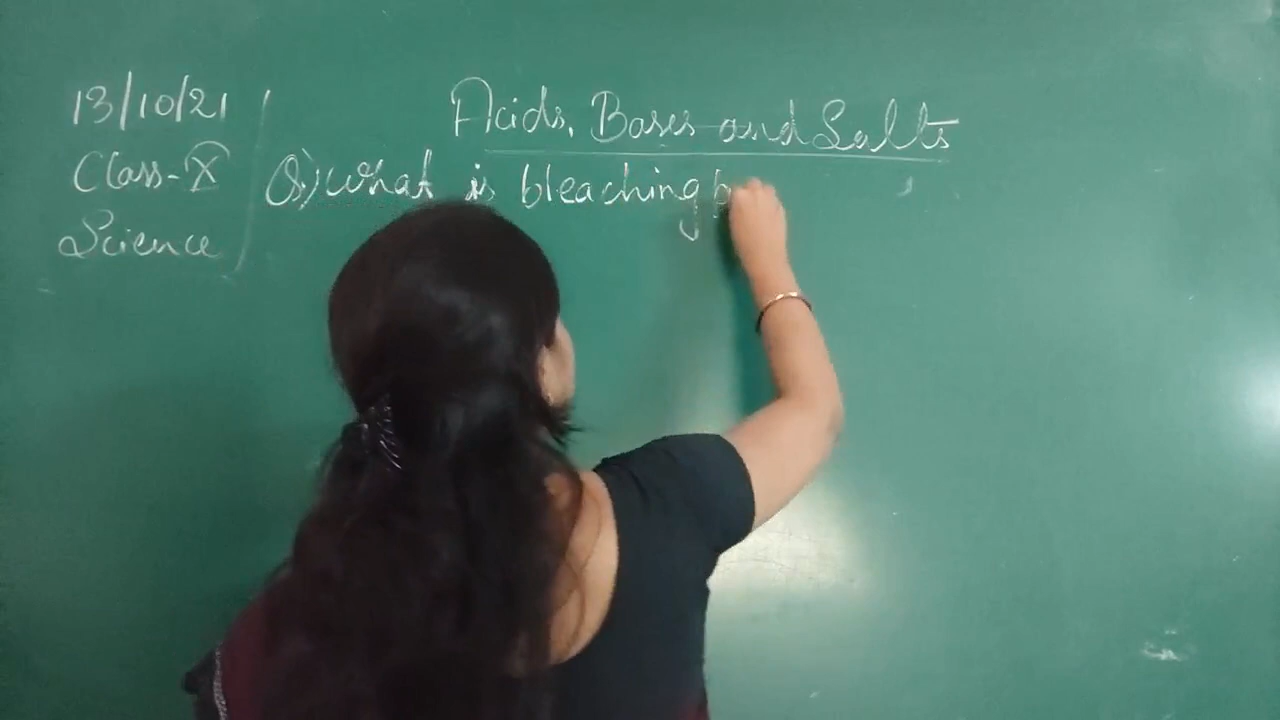 13/10/21
Class-X
Science
Acids, Bases and Salts
Q.) what is bleaching